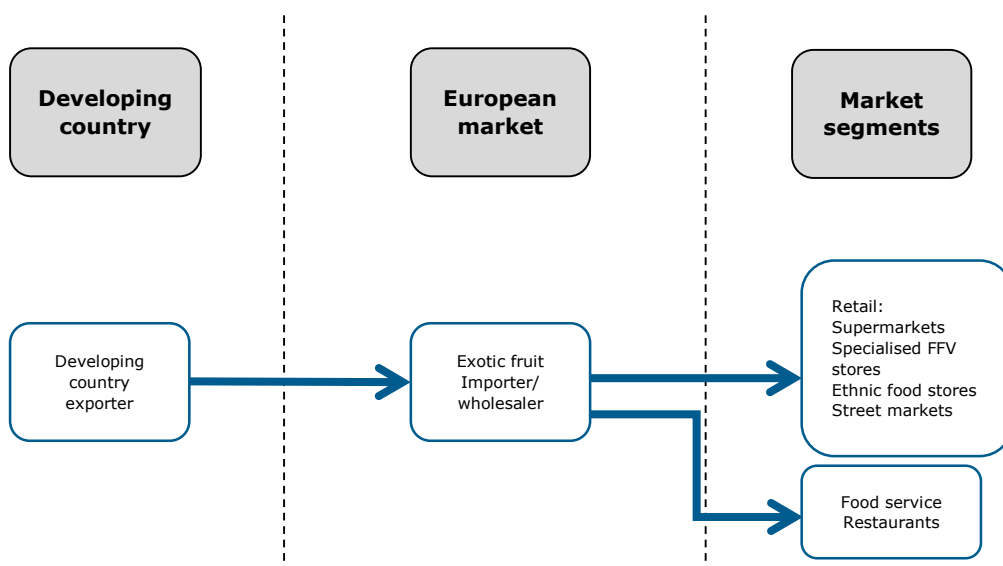 Developing
country
European
market
Market
segments
Developing
country
exporter
Exotic fruit
Importer/
wholesaler
Retail:
Supermarkets
Specialised FFV
stores
Ethnic food stores
Street markets
Food service
Restaurants